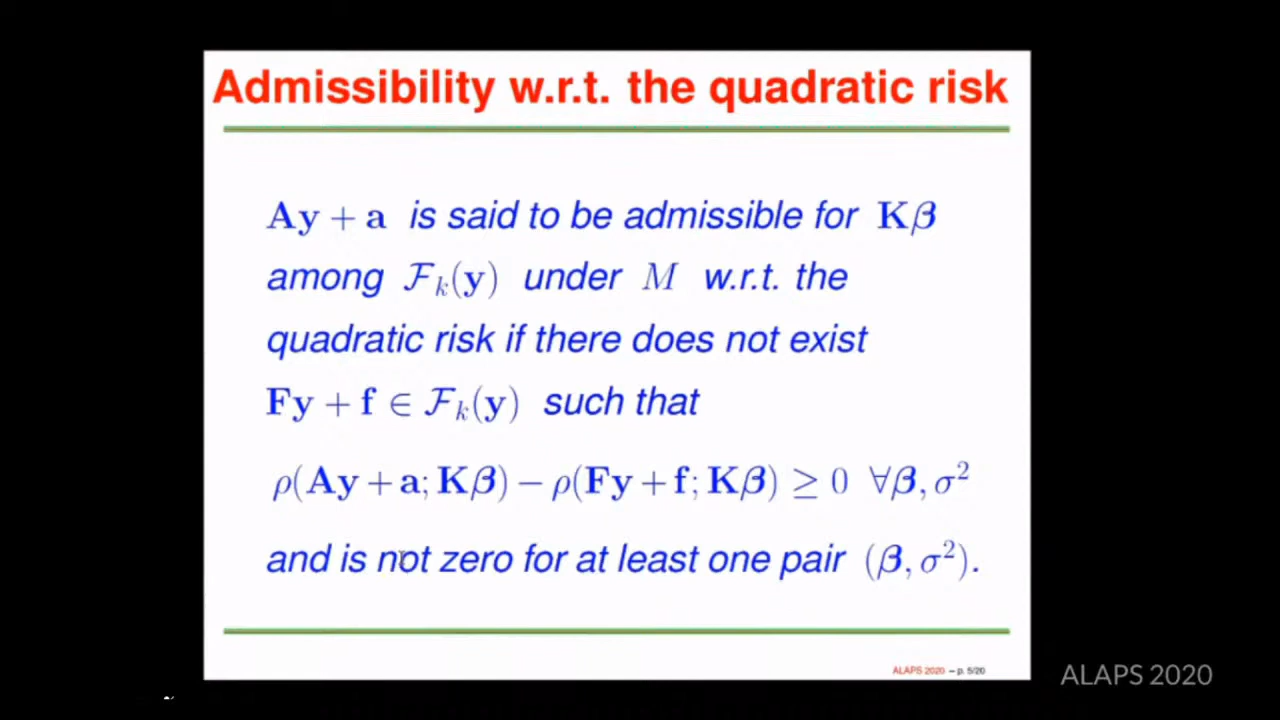 Admissibility w.r.t. the quadratic risk
Ay + a is said to be admissible for Kβ
among ℱₖ(y) under M w.r.t. the
quadratic risk if there does not exist
Fy + f ∈ ℱₖ(y) such that
ρ(Ay + a; Kβ) − ρ(Fy + f; Kβ) ≥ 0 ∀β, σ²
and is not zero for at least one pair (β, σ²).
ALAPS 2020 – p. 5/20
ALAPS 2020